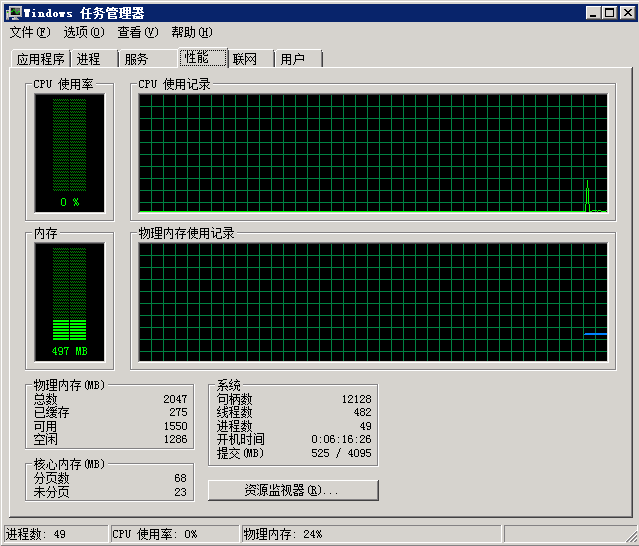 Windows 任务管理器
文件(F) 选项(O) 查看(V) 帮助(H)
应用程序 进程 服务 性能 联网 用户
CPU 使用率
0 %
CPU 使用记录
内存
497 MB
物理内存使用记录
物理内存(MB)
总数 2047
已缓存 275
可用 1550
空闲 1286
核心内存(MB)
分页数 68
未分页 23
系统
句柄数 12128
线程数 482
进程数 49
开机时间 0:06:16:26
提交(MB) 525 / 4095
资源监视器(R)...
进程数: 49 CPU 使用率: 0% 物理内存: 24%